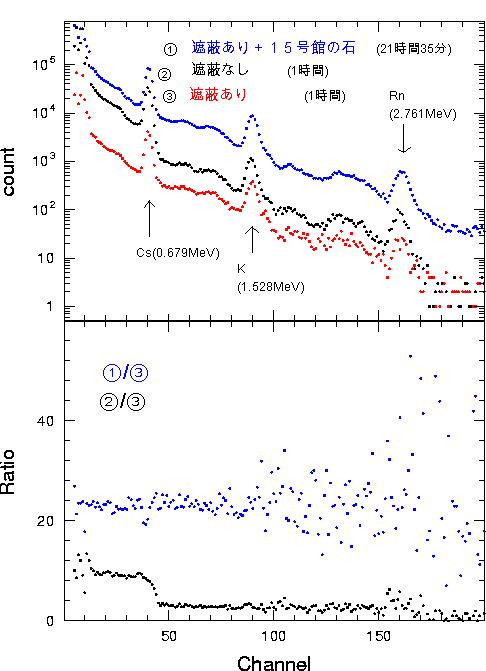 ① 遮蔽あり+15号館の石 (21時間35分)
② 遮蔽なし (1時間)
③ 遮蔽あり (1時間)
Rn
(2.761MeV)
Cs(0.679MeV)
K
(1.528MeV)
count
10⁵
10⁴
10³
10²
10
1
①/③
②/③
Ratio
40
20
0
50 100 150
Channel